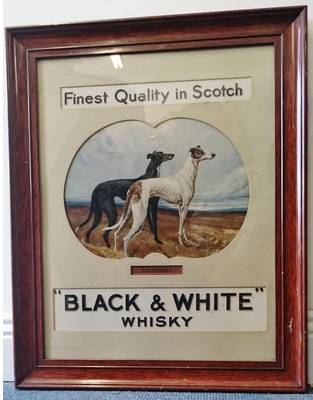 Finest Quality in Scotch
"BLACK & WHITE"
WHISKY